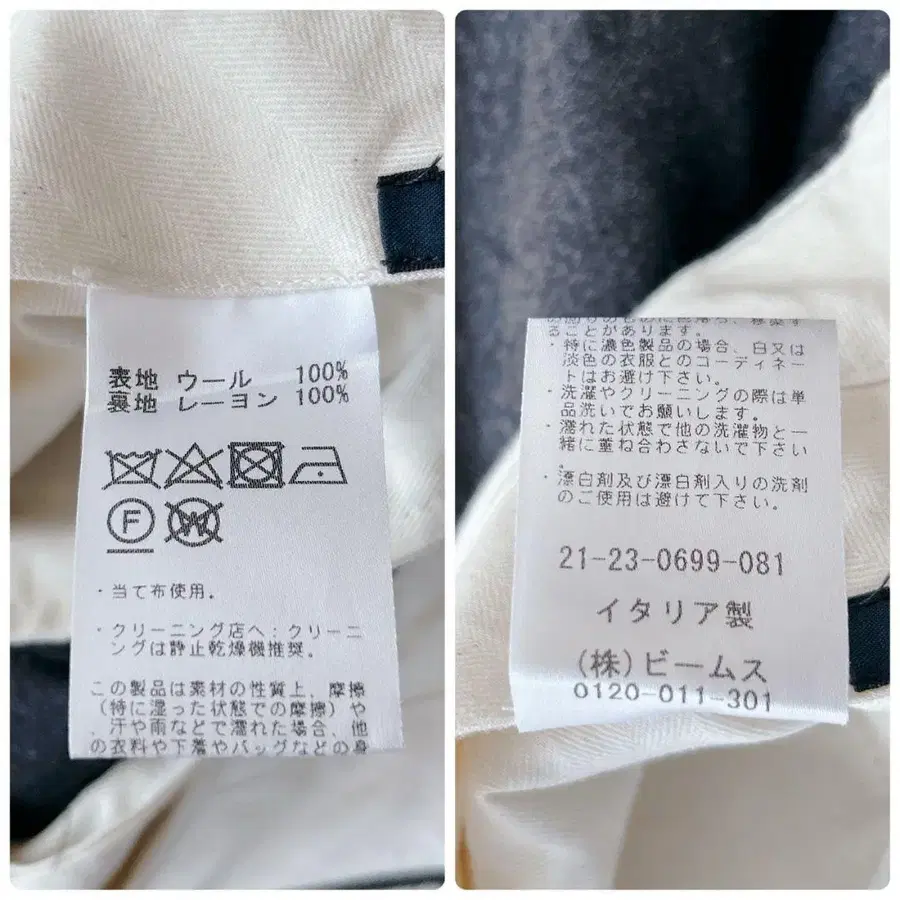 表地 ウール 100%
裏地 レーヨン 100%
F
W
・当て布使用。
・クリーニング店へ:クリーニ
ングは静止乾燥機推奨。
この製品は素材の性質上、摩擦
(特に湿った状態での摩擦)や
、汗や雨などで濡れた場合、他
の衣料や下着やバッグなどの身
ることがあります。
・特に濃色製品の場合、白又は
淡色の衣服とのコーディネー
トはお避け下さい。
・洗濯やクリーニングの際は単
品洗いでお願いします。
・濡れた状態で他の洗濯物と一
緒に重ね合わさないで下さい
。
・漂白剤及び漂白剤入りの洗剤
のご使用は避けて下さい。
21-23-0699-081
イタリア製
(株)ビームス
0120-011-301